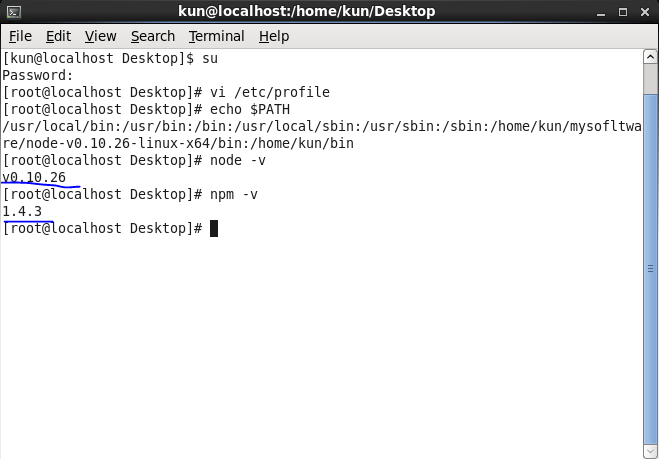 kun@localhost:/home/kun/Desktop
File Edit View Search Terminal Help
[kun@localhost Desktop]$ su
Password:
[root@localhost Desktop]# vi /etc/profile
[root@localhost Desktop]# echo $PATH
/usr/local/bin:/usr/bin:/bin:/usr/local/sbin:/usr/sbin:/sbin:/home/kun/mysofltwa
re/node-v0.10.26-linux-x64/bin:/home/kun/bin
[root@localhost Desktop]# node -v
v0.10.26
[root@localhost Desktop]# npm -v
1.4.3
[root@localhost Desktop]#